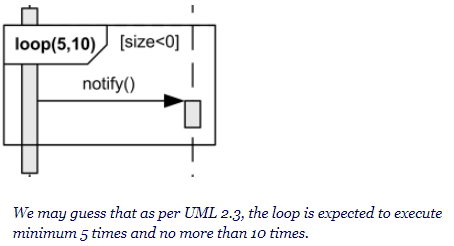 loop(5,10) [size<0]
notify()
We may guess that as per UML 2.3, the loop is expected to execute
minimum 5 times and no more than 10 times.